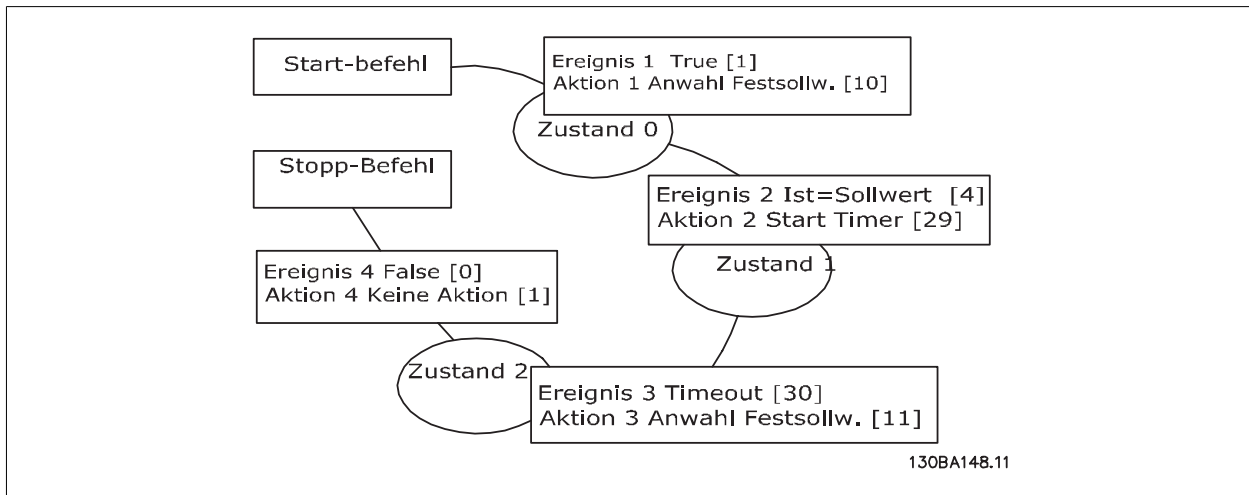 Start-befehl
Ereignis 1 True [1]
Aktion 1 Anwahl Festsollw. [10]
Zustand 0
Stopp-Befehl
Ereignis 2 Ist=Sollwert [4]
Aktion 2 Start Timer [29]
Zustand 1
Ereignis 4 False [0]
Aktion 4 Keine Aktion [1]
Zustand 2
Ereignis 3 Timeout [30]
Aktion 3 Anwahl Festsollw. [11]
130BA148.11